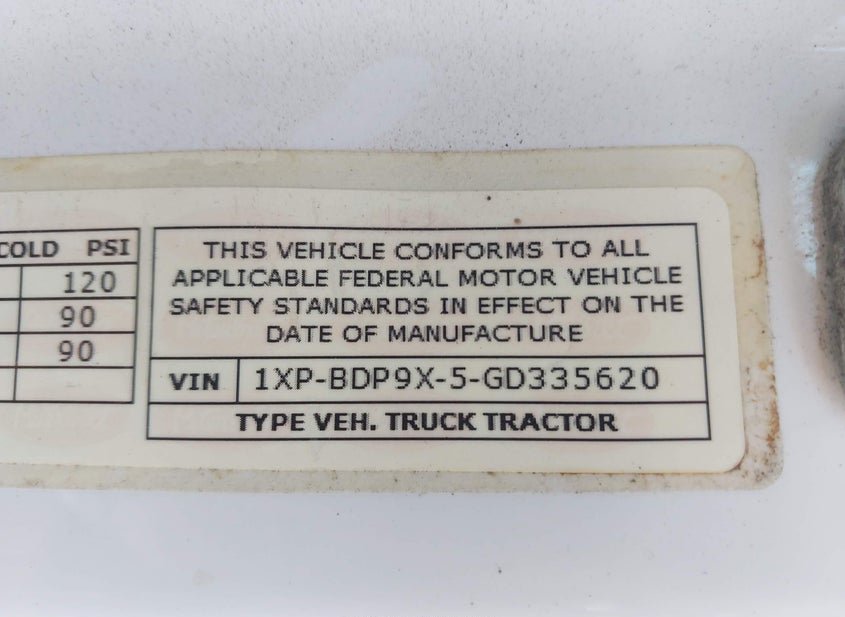 COLD PSI
120
90
90
THIS VEHICLE CONFORMS TO ALL
APPLICABLE FEDERAL MOTOR VEHICLE
SAFETY STANDARDS IN EFFECT ON THE
DATE OF MANUFACTURE
VIN 1XP-BDP9X-5-GD335620
TYPE VEH. TRUCK TRACTOR